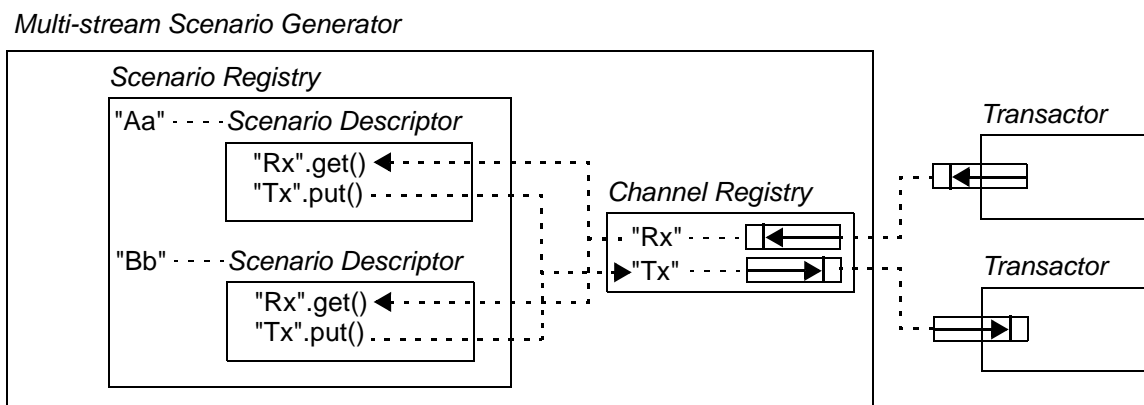 Multi-stream Scenario Generator
Scenario Registry
"Aa" Scenario Descriptor
"Rx".get()
"Tx".put()
"Bb" Scenario Descriptor
"Rx".get()
"Tx".put()
Channel Registry
"Rx"
"Tx"
Transactor
Transactor